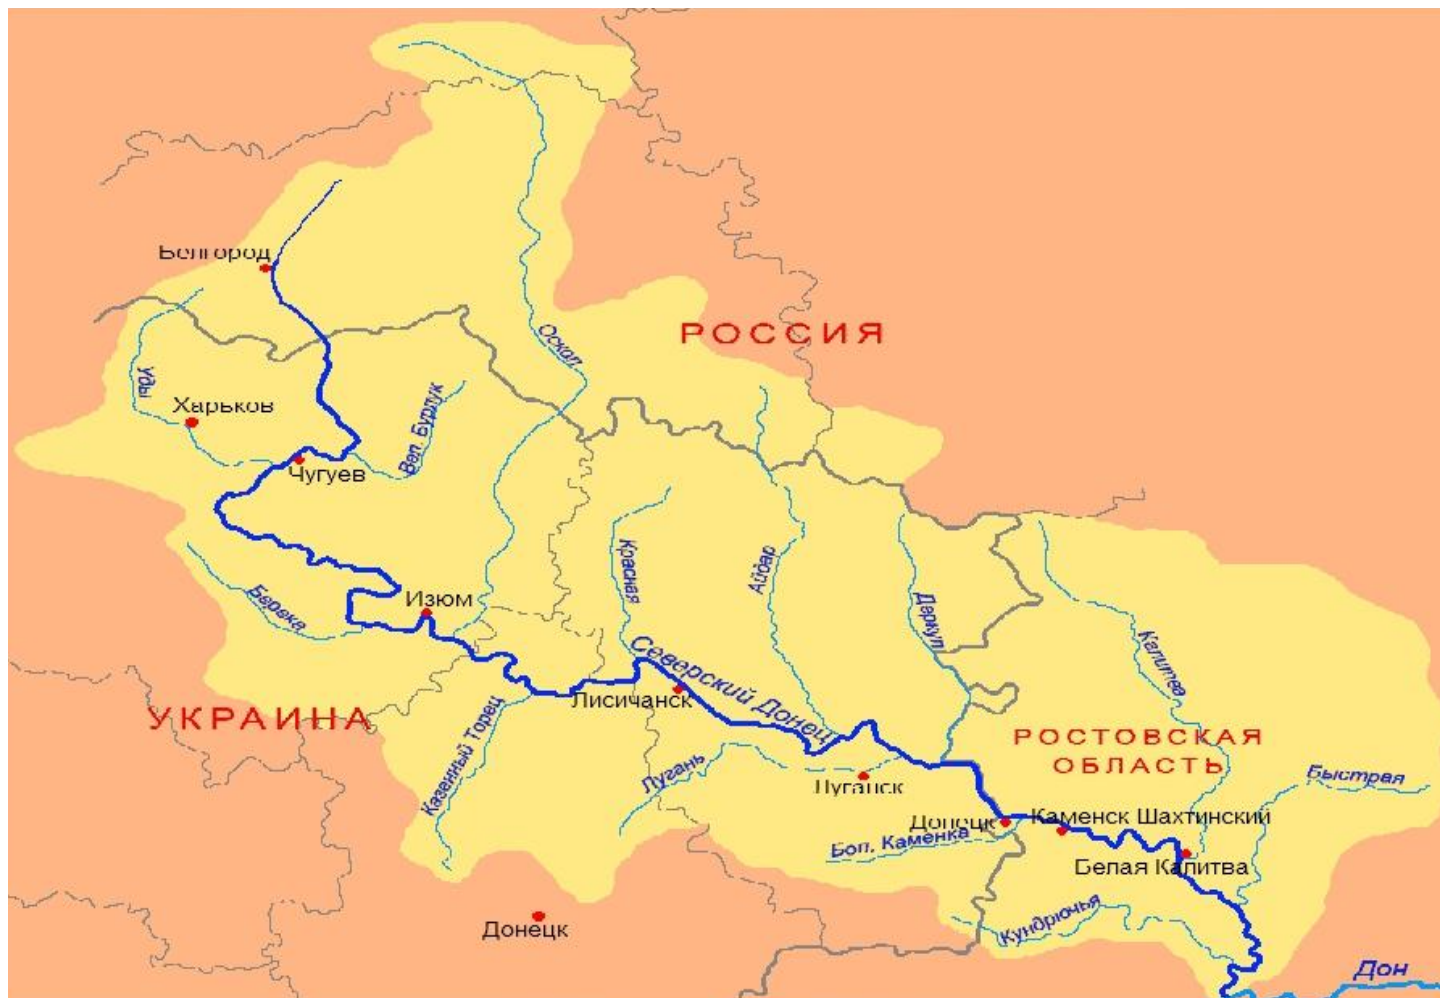 Белгород
Оскал
РОССИЯ
Уды
Харьков
Вел. Бурлук
Чугуев
Красная
Айдар
Деркул
Берека
Изюм
Калитва
Северский Донец
Лисичанск
УКРАИНА
Казенный Торец
РОСТОВСКАЯ
ОБЛАСТЬ
Лугань
Быстрая
Луганск
Донецк
Каменск Шахтинский
Бол. Каменка
Белая Калитва
Кундрючья
Донецк
Дон